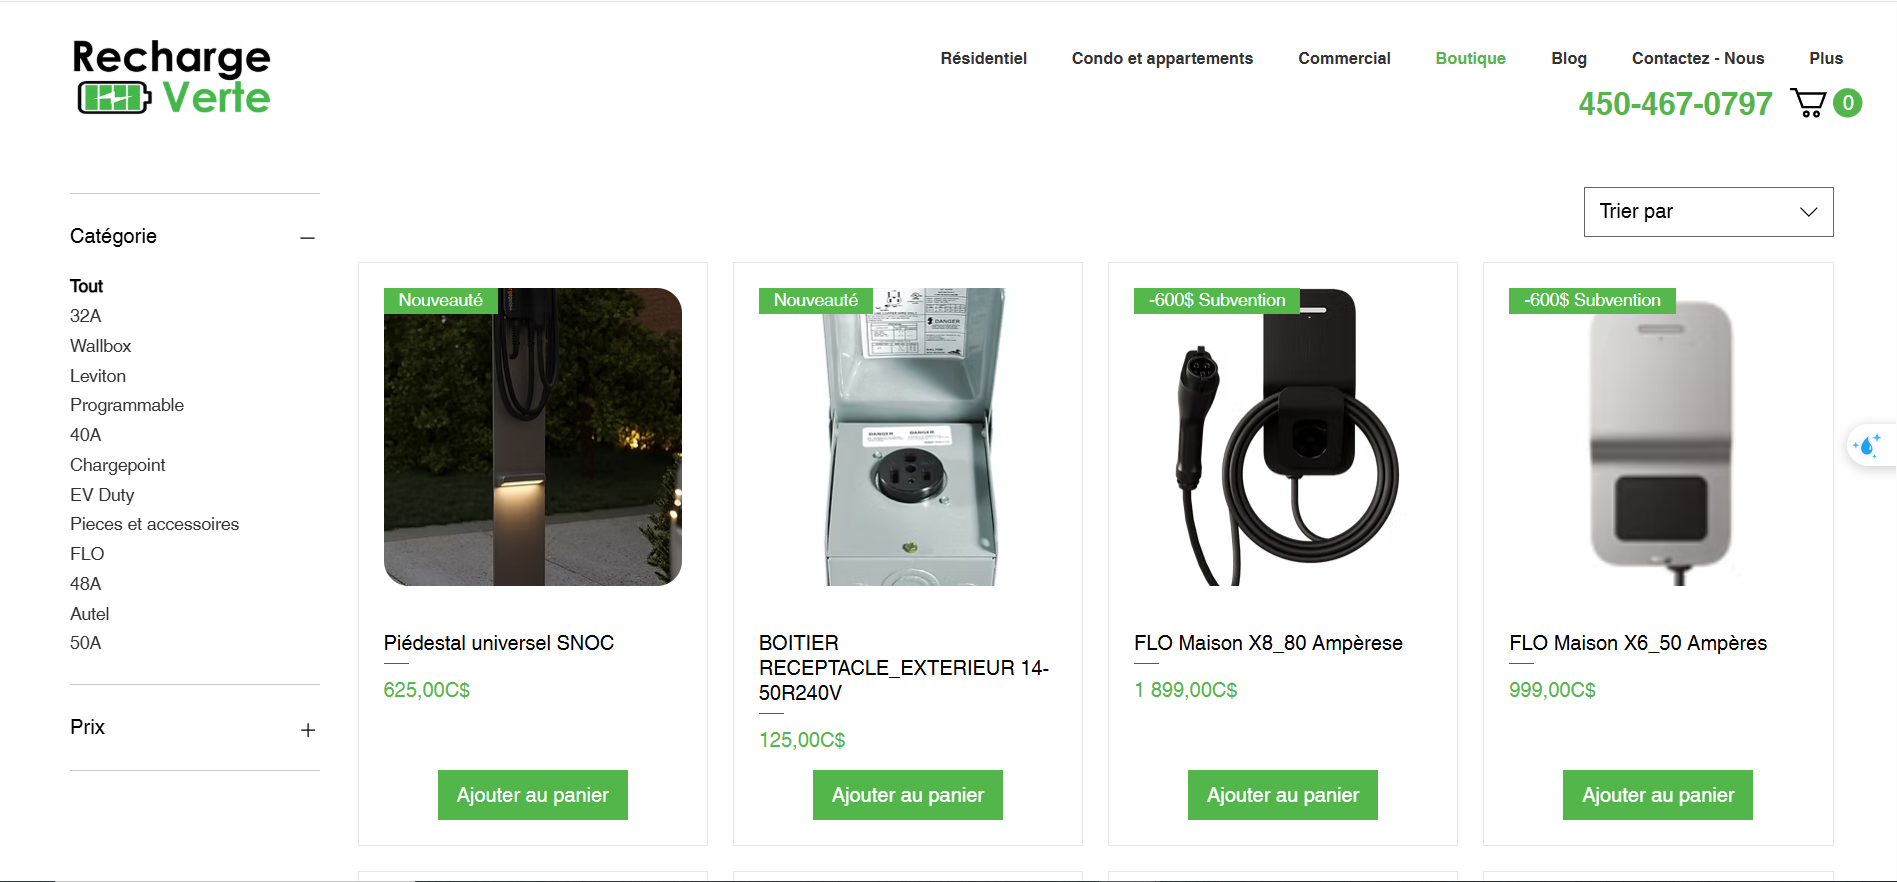 Recharge
Verte
Résidentiel
Condo et appartements
Commercial
Boutique
Blog
Contactez - Nous
Plus
450-467-0797
0
Catégorie
Tout
32A
Wallbox
Leviton
Programmable
40A
Chargepoint
EV Duty
Pieces et accessoires
FLO
48A
Autel
50A
Prix
Trier par
Nouveauté
Piédestal universel SNOC
625,00C$
Ajouter au panier
Nouveauté
DANGER
DANGER
DANGER
BOITIER
RECEPTACLE_EXTERIEUR 14-
50R240V
125,00C$
Ajouter au panier
-600$ Subvention
FLO Maison X8_80 Ampèrese
1 899,00C$
Ajouter au panier
-600$ Subvention
FLO Maison X6_50 Ampères
999,00C$
Ajouter au panier